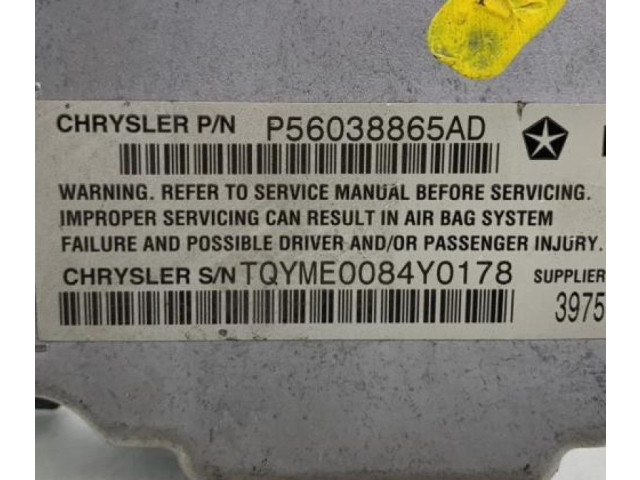 CHRYSLER P/N P56038865AD
WARNING. REFER TO SERVICE MANUAL BEFORE SERVICING.
IMPROPER SERVICING CAN RESULT IN AIR BAG SYSTEM
FAILURE AND POSSIBLE DRIVER AND/OR PASSENGER INJURY.
CHRYSLER S/N TQYME0084Y0178 SUPPLIER
3975